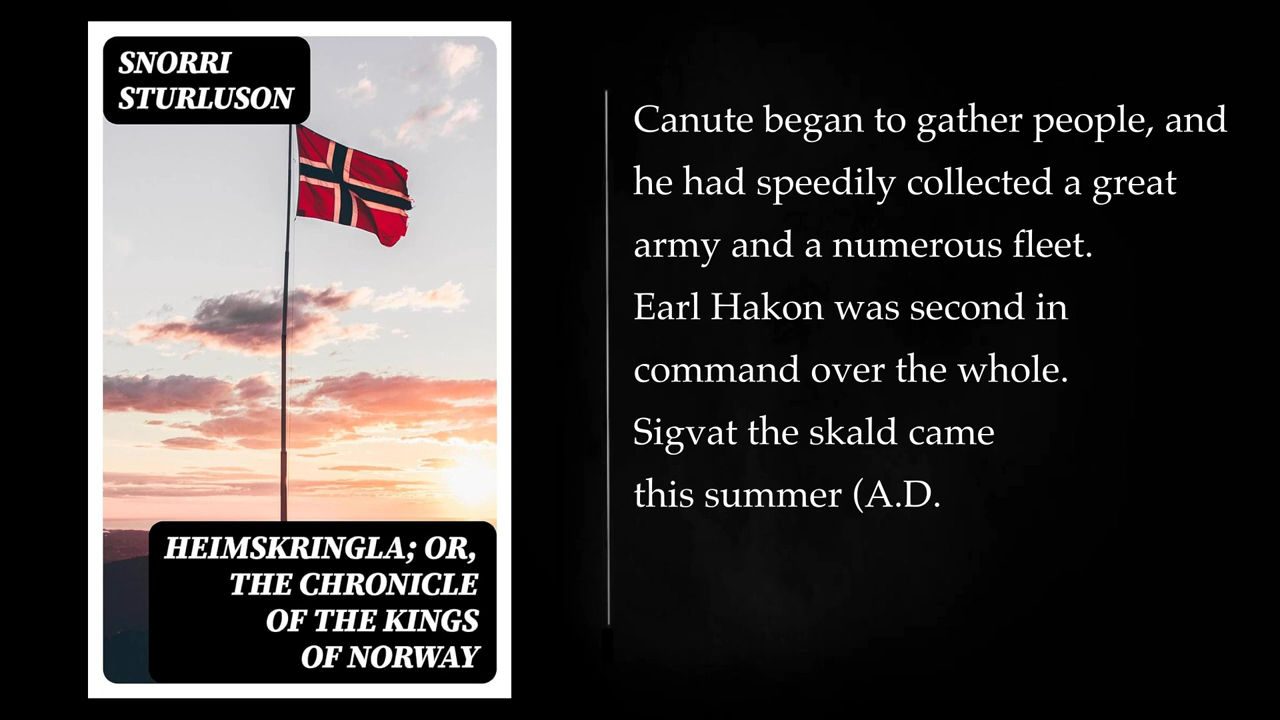 SNORRI
STURLUSON
HEIMSKRINGLA; OR,
THE CHRONICLE
OF THE KINGS
OF NORWAY
Canute began to gather people, and
he had speedily collected a great
army and a numerous fleet.
Earl Hakon was second in
command over the whole.
Sigvat the skald came
this summer (A.D.